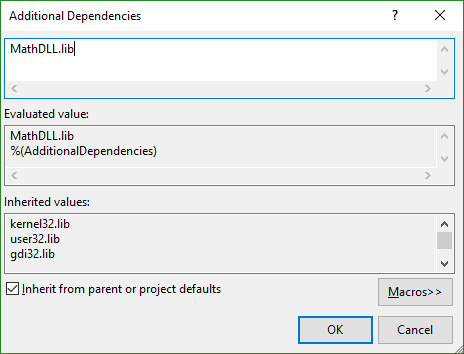 Additional Dependencies
MathDLL.lib
Evaluated value:
MathDLL.lib
%(AdditionalDependencies)
Inherited values:
kernel32.lib
user32.lib
gdi32.lib
Inherit from parent or project defaults
Macros>>
OK
Cancel